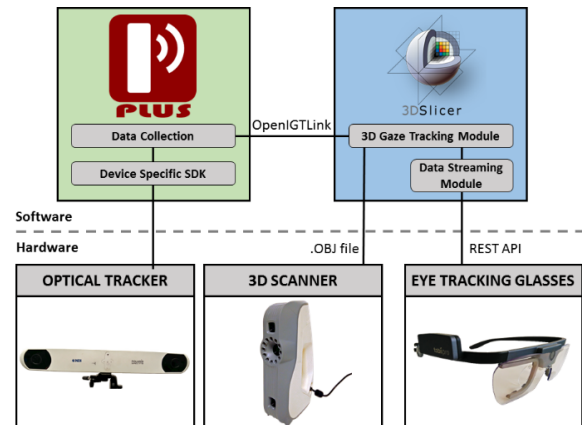 PLUS
3DSlicer
Data Collection
OpenIGTLink
3D Gaze Tracking Module
Device Specific SDK
Data Streaming
Module
Software
Hardware
.OBJ file
REST API
OPTICAL TRACKER
3D SCANNER
EYE TRACKING GLASSES